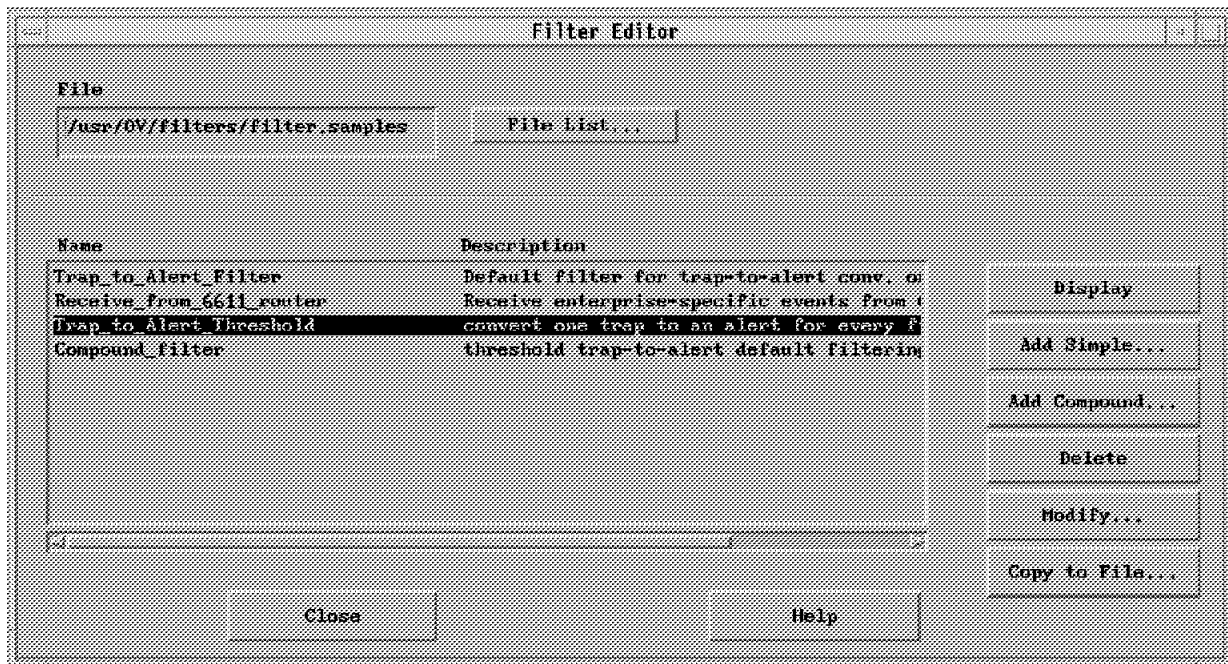 Filter Editor
File
/usr/OV/filters/filter.samples File List...
Name Description
Trap_to_Alert_Filter Default filter for trap-to-alert conv. o
Receive_from_6611_router Receive enterprise-specific events from
Trap_to_Alert_Threshold convert one trap to an alert for every f
Compound_filter threshold trap-to-alert default filtering
Display
Add Simple...
Add Compound...
Delete
Modify...
Copy to File...
Close Help